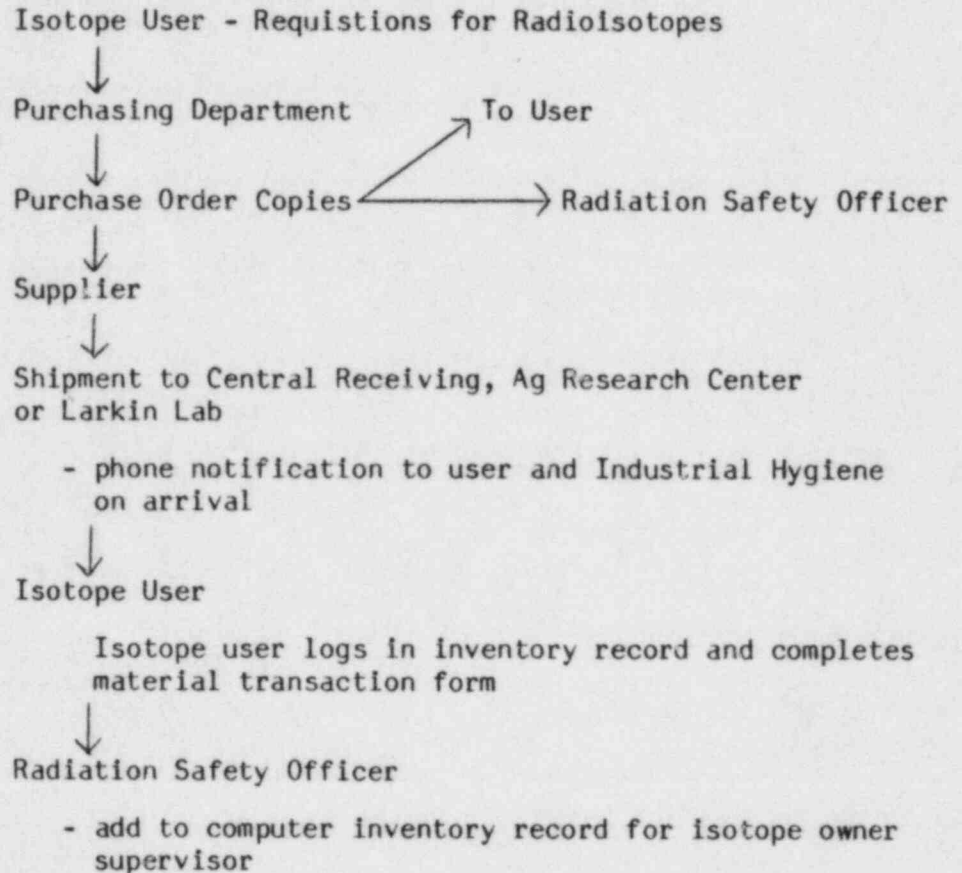 Isotope User - Requistions for Radioisotopes
Purchasing Department
To User
Purchase Order Copies
Radiation Safety Officer
Supplier
Shipment to Central Receiving, Ag Research Center
or Larkin Lab
- phone notification to user and Industrial Hygiene
on arrival
Isotope User
Isotope user logs in inventory record and completes
material transaction form
Radiation Safety Officer
- add to computer inventory record for isotope owner
supervisor